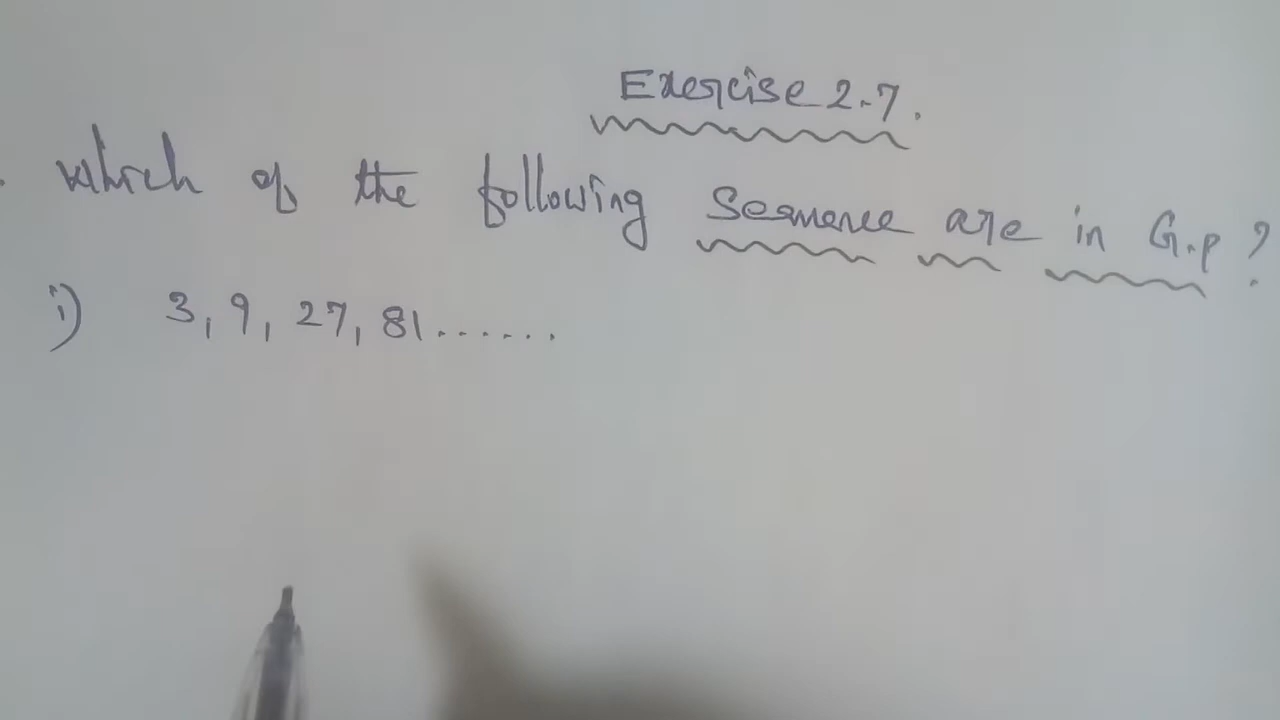 Exercise 2.7.
. Which of the following Sequence are in G.P ?
i) 3, 9, 27, 81......